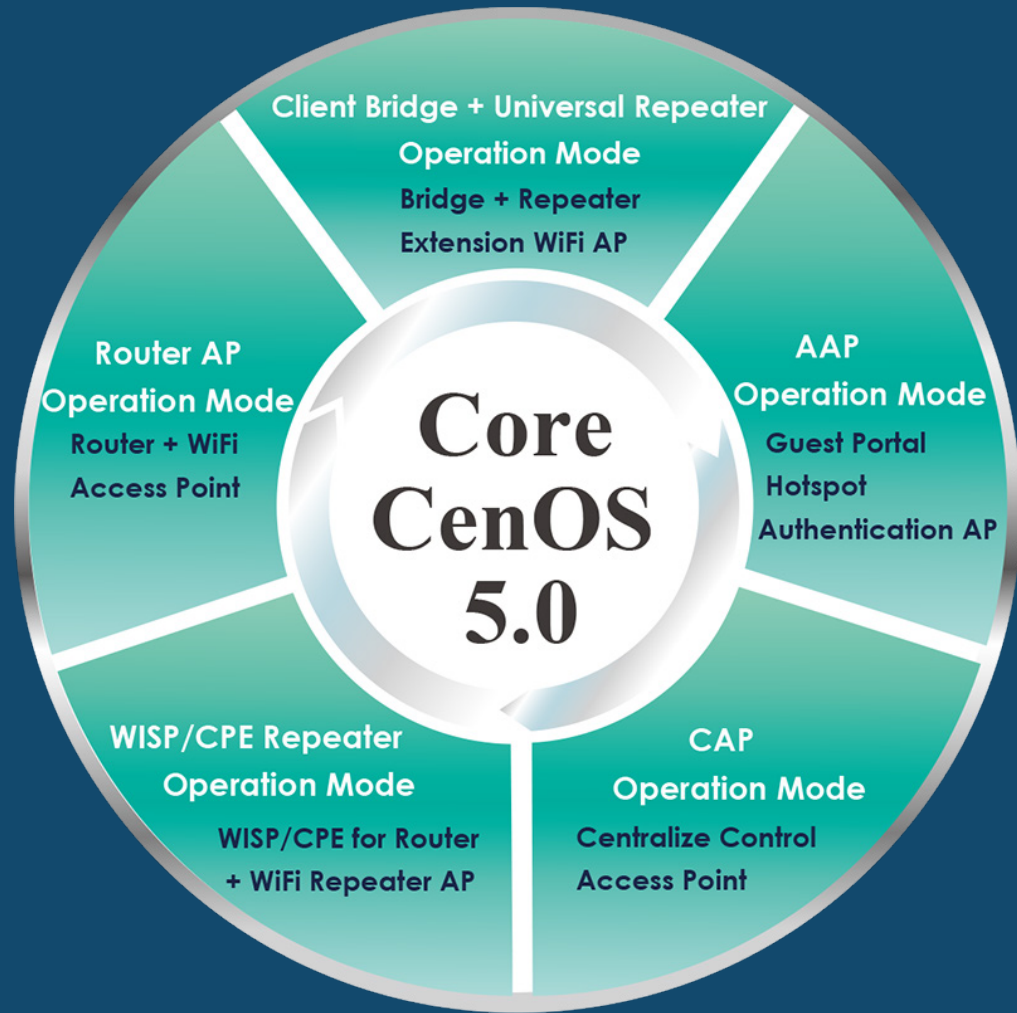 Client Bridge + Universal Repeater
Operation Mode
Bridge + Repeater
Extension WiFi AP
AAP
Operation Mode
Guest Portal
Hotspot
Authentication AP
CAP
Operation Mode
Centralize Control
Access Point
WISP/CPE Repeater
Operation Mode
WISP/CPE for Router
+ WiFi Repeater AP
Router AP
Operation Mode
Router + WiFi
Access Point
Core
CenOS
5.0